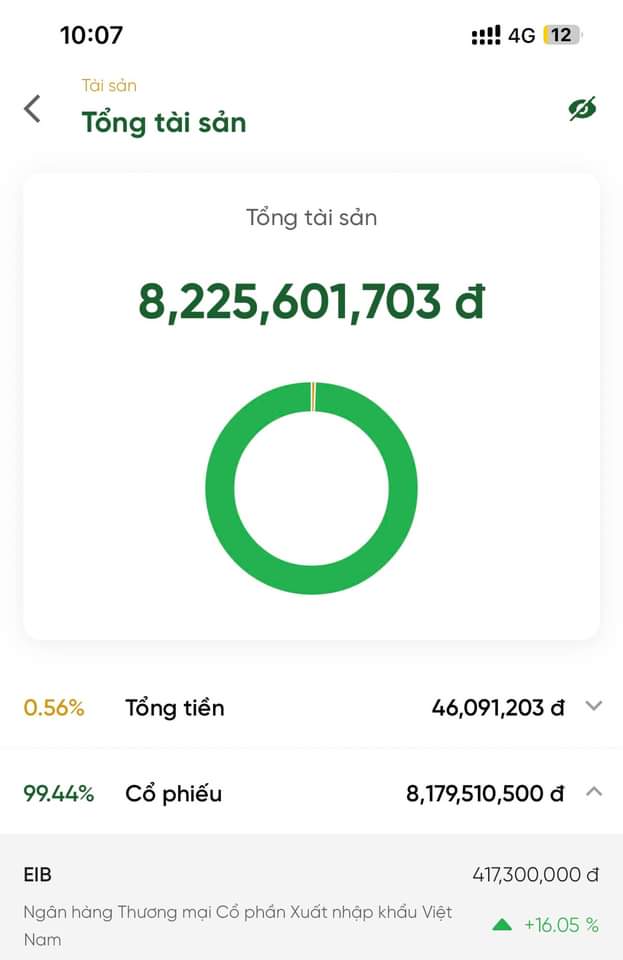 10:07
4G 12
Tài sản
Tổng tài sản
Tổng tài sản
8,225,601,703 đ
0.56% Tổng tiền 46,091,203 đ
99.44% Cổ phiếu 8,179,510,500 đ
EIB 417,300,000 đ
Ngân hàng Thương mại Cổ phần Xuất nhập khẩu Việt
Nam
+16.05 %